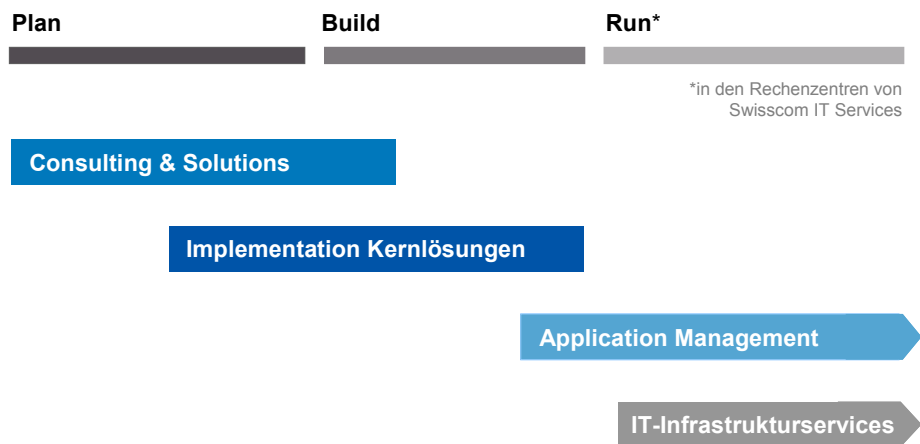 Plan
Build
Run*
*in den Rechenzentren von
Swisscom IT Services
Consulting & Solutions
Implementation Kernlösungen
Application Management
IT-Infrastrukturservices